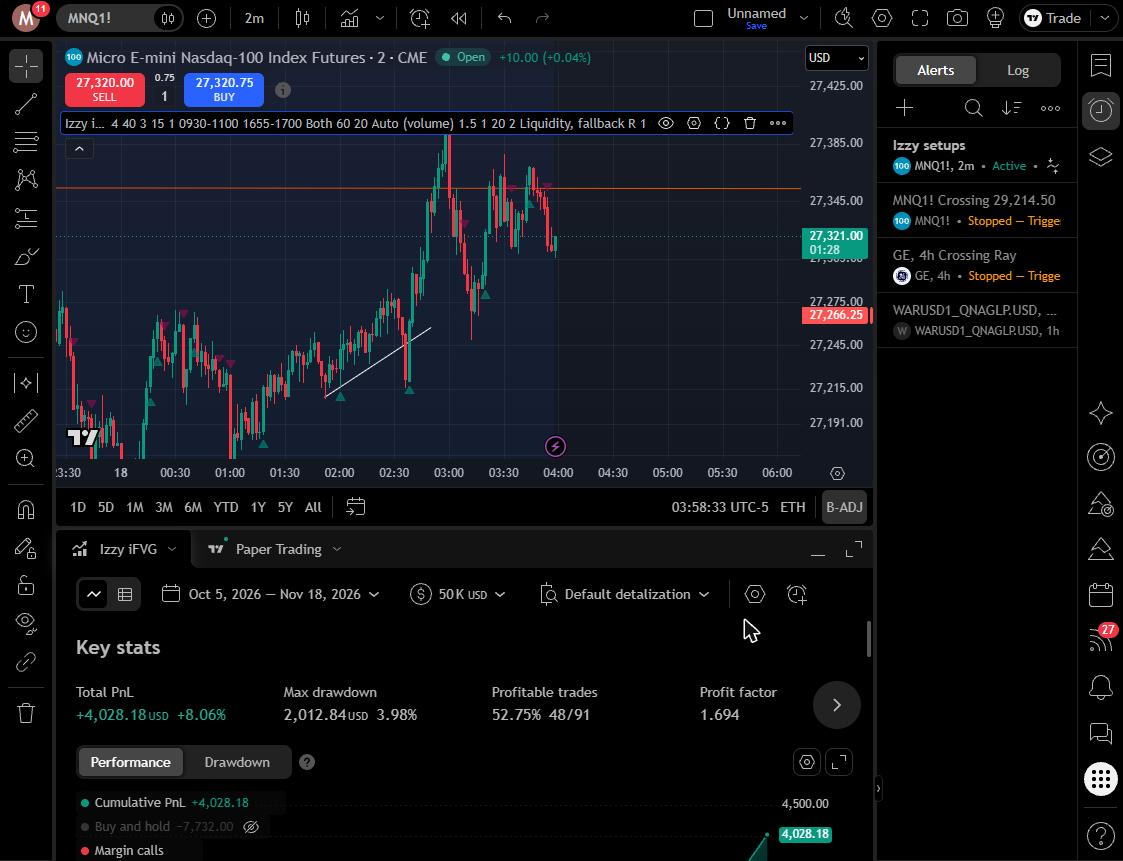 M
11
MNQ1!
2m
Unnamed
Save
Trade
100 Micro E-mini Nasdaq-100 Index Futures · 2 · CME
Open
+10.00 (+0.04%)
USD
27,320.00
SELL
0.75
1
27,320.75
BUY
Izzy i... 4 40 3 15 1 0930-1100 1655-1700 Both 60 20 Auto (volume) 1.5 1 20 2 Liquidity, fallback R 1
27,425.00
27,385.00
27,345.00
27,321.00
01:28
27,305.00
27,275.00
27,266.25
27,245.00
27,215.00
27,191.00
23:30 18 00:30 01:00 01:30 02:00 02:30 03:00 03:30 04:00 04:30 05:00 05:30 06:00
1D 5D 1M 3M 6M YTD 1Y 5Y All
03:58:33 UTC-5 ETH B-ADJ
Izzy iFVG
Paper Trading
Oct 5, 2026 — Nov 18, 2026
50 K USD
Default detalization
Key stats
Total PnL
+4,028.18 USD +8.06%
Max drawdown
2,012.84 USD 3.98%
Profitable trades
52.75% 48/91
Profit factor
1.694
Performance
Drawdown
Cumulative PnL +4,028.18
Buy and hold −7,732.00
Margin calls
4,500.00
4,028.18
Alerts
Log
Izzy setups
100 MNQ1!, 2m • Active •
MNQ1! Crossing 29,214.50
100 MNQ1! • Stopped — Trigge
GE, 4h Crossing Ray
GE, 4h • Stopped — Trigge
WARUSD1_QNAGLP.USD, ...
W WARUSD1_QNAGLP.USD, 1h
27